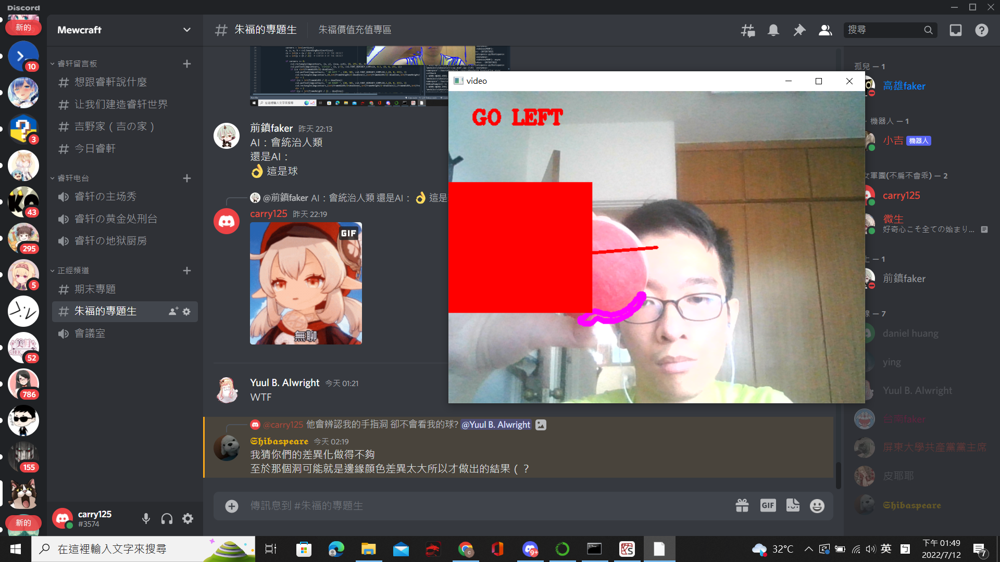 Discord
新的
10
3
43
295
5
52
786
155
新的
Mewcraft
睿轩留言板
想跟睿軒說什麼
让我们建造睿轩世界
吉野家（吉の家）
今日睿軒
睿轩电台
睿轩の主场秀
睿轩の黄金处刑台
睿轩の地狱厨房
正經頻道
期末專題
朱福的專題生
會議室
carry125
#3574
朱福的專題生
朱福價值充值專區
搜尋
前鎮faker 昨天 22:13
AI：會統治人類
還是AI：
👌 這是球
@前鎮faker AI：會統治人類 還是AI： 👌 這是
carry125 昨天 22:19
GIF
無聊
Yuul B. Alwright 今天 01:21
WTF
@carry125 他會辨認我的手指洞 卻不會看我的球? @Yuul B. Alwright
Shibaspeare 今天 02:19
我猜你們的差異化做得不夠
至於那個洞可能就是邊緣顏色差異太大所以才做出的結果（？
傳訊息到 #朱福的專題生
GIF
video
GO LEFT
孤兒 — 1
高雄faker
機器人 — 1
小吉 機器人
女軍團(不扁不會乖) — 2
carry125
微生
好奇心こそ全ての始まり...
上 — 1
前鎮faker
線 — 7
daniel huang
ying
Yuul B. Alwright
台南faker
屏東大學共產黨黨主席
皮耶耶
Shibaspeare
在這裡輸入文字來搜尋
9+
32°C
英
下午 01:49
2022/7/12
7